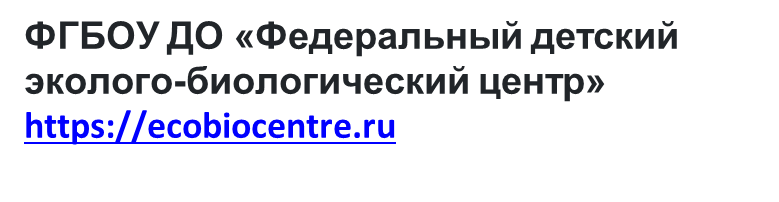 ФГБОУ ДО «Федеральный детский
эколого-биологический центр»
https://ecobiocentre.ru